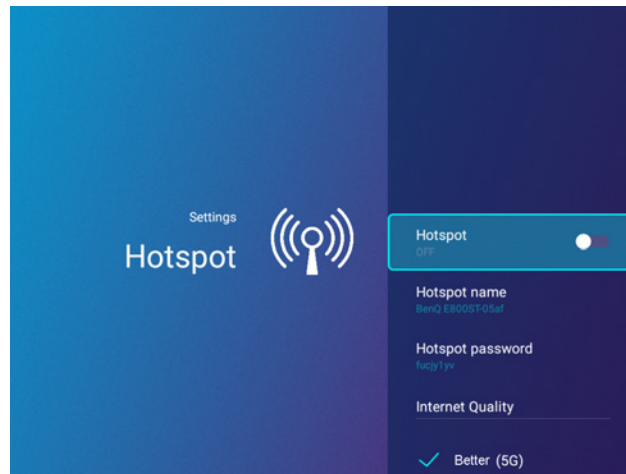 Settings
Hotspot
Hotspot
OFF
Hotspot name
BenQ E800ST-05af
Hotspot password
fucjy1yv
Internet Quality
Better (5G)